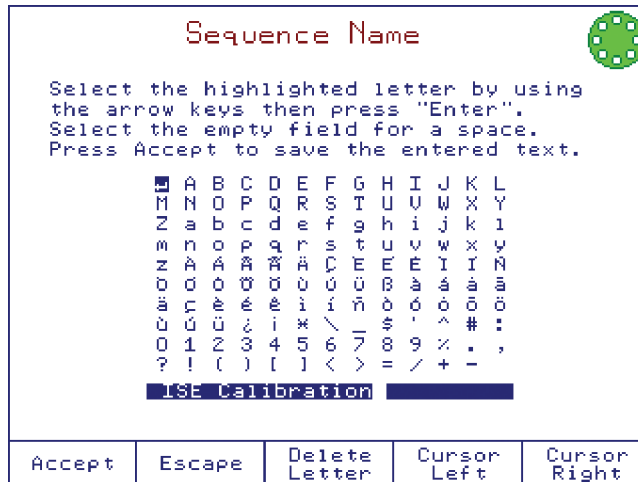 Sequence Name
Select the highlighted letter by using
the arrow keys then press "Enter".
Select the empty field for a space.
Press Accept to save the entered text.
↵ A B C D E F G H I J K L
M N O P Q R S T U V W X Y
Z a b c d e f g h i j k l
m n o p q r s t u v w x y
z À Á Â Ã Ä Ç È É Ê Ì Í Ñ
Ò Ó Ô Õ Ö Ù Ú Ü ß à á â ã
ä ç è é ê ì í ñ ò ó ô õ ö
ù ú ü ¿ ¡ * \ _ $ ' ^ # :
0 1 2 3 4 5 6 7 8 9 % . ,
? ! ( ) [ ] < > = / + -
ISE Calibration
Accept
Escape
Delete
Letter
Cursor
Left
Cursor
Right